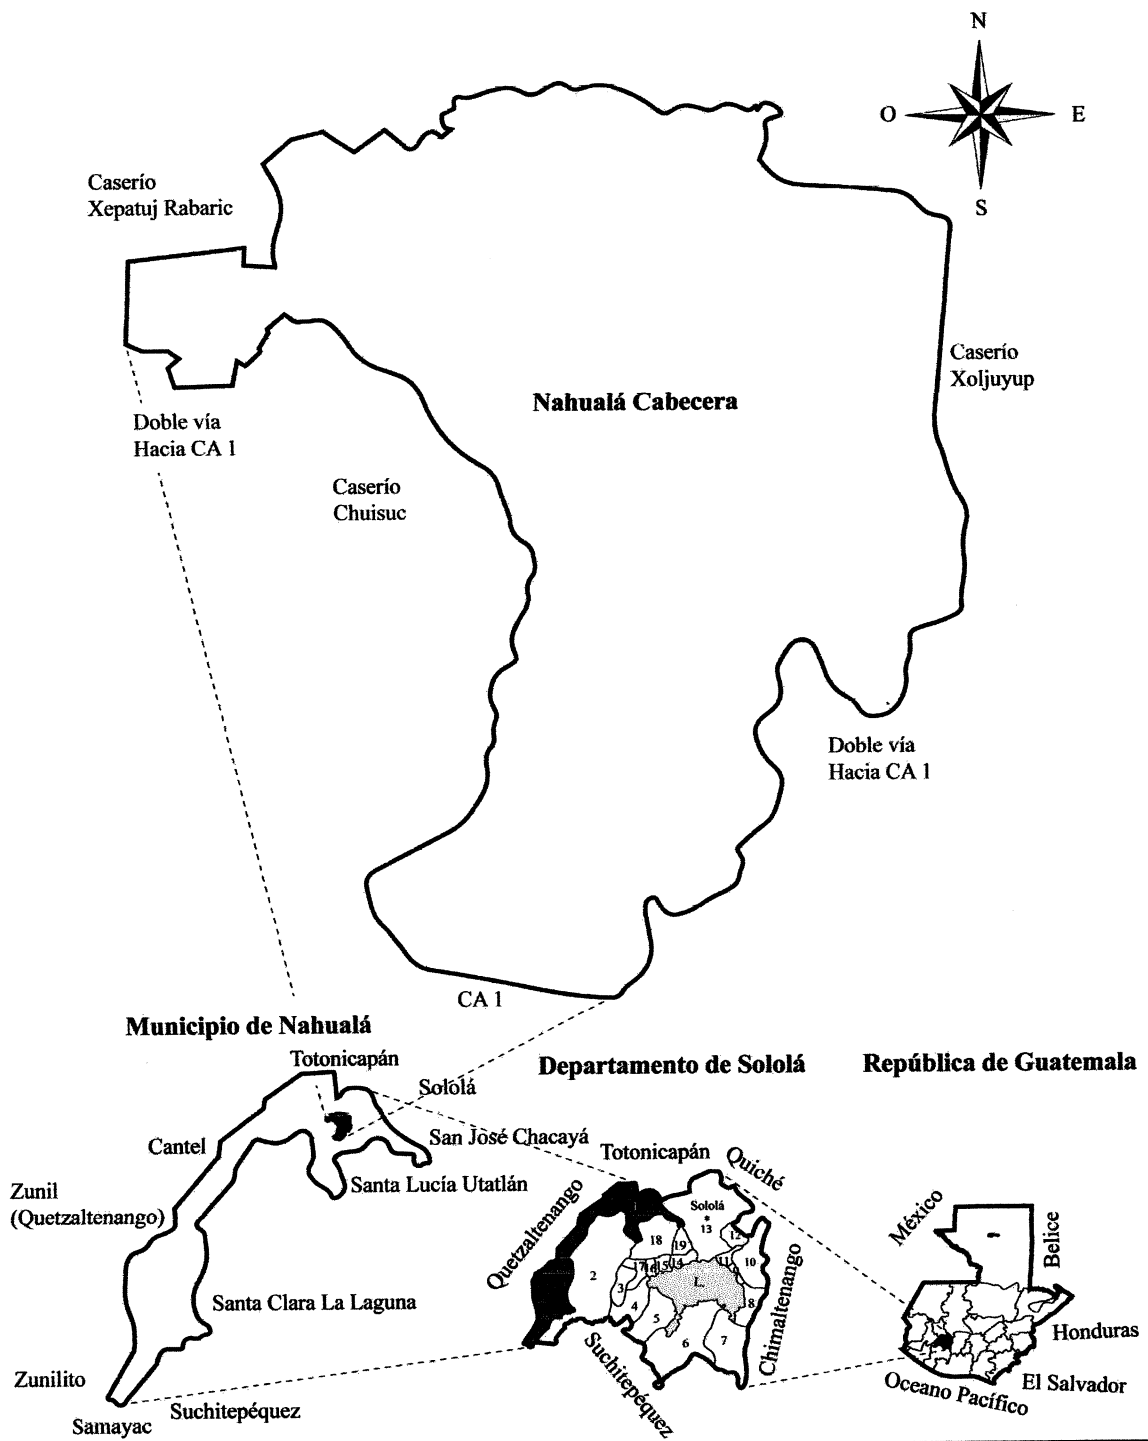 N
O
E
S
Caserío
Xepatuj Rabaric
Caserío
Xoljuyup
Nahualá Cabecera
Doble vía
Hacia CA 1
Caserío
Chuisuc
Doble vía
Hacia CA 1
CA 1
Municipio de Nahualá
Totonicapán
Sololá
Cantel
San José Chacayá
Santa Lucía Utatlán
Zunil
(Quetzaltenango)
Santa Clara La Laguna
Zunilito
Suchitepéquez
Samayac
Departamento de Sololá
Totonicapán
Quiché
Quetzaltenango
Sololá
*
13
12
18
19
17
15
14
11
10
2
3
L.
4
5
8
6
7
Chimaltenango
Suchitepéquez
República de Guatemala
México
Belice
Honduras
El Salvador
Oceano Pacífico